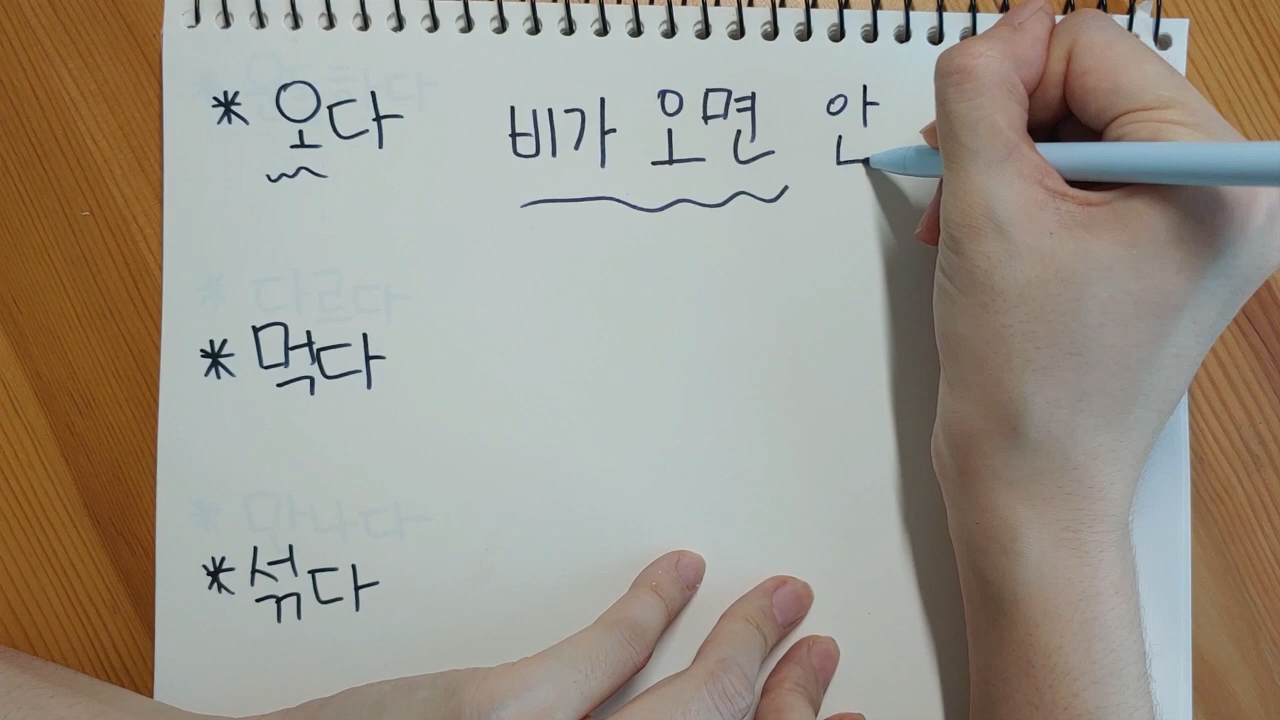 * 오다 비가 오면 안
* 먹다
* 섞다